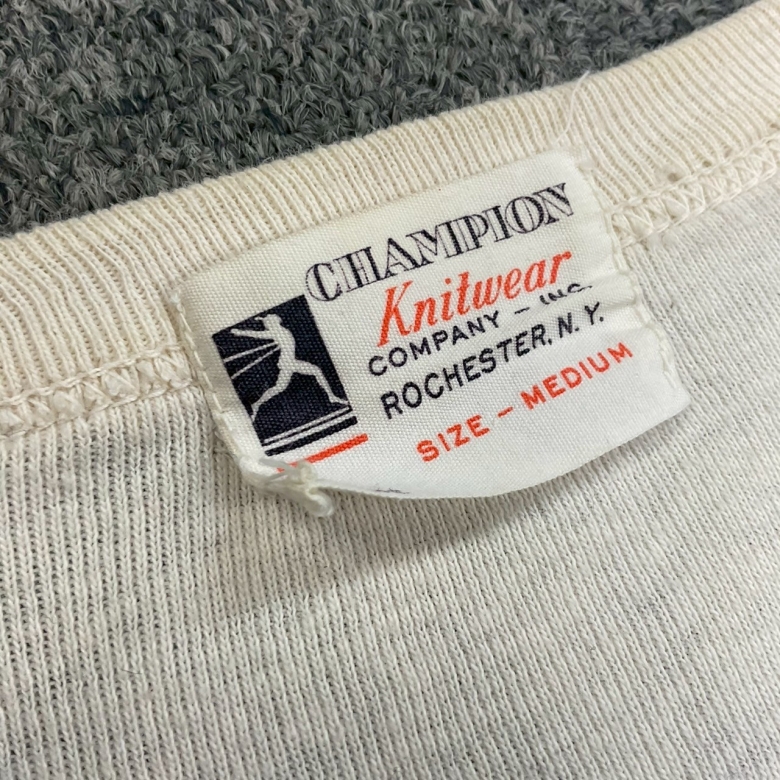 CHAMPION
Knitwear
COMPANY - INC.
ROCHESTER, N. Y.
SIZE - MEDIUM